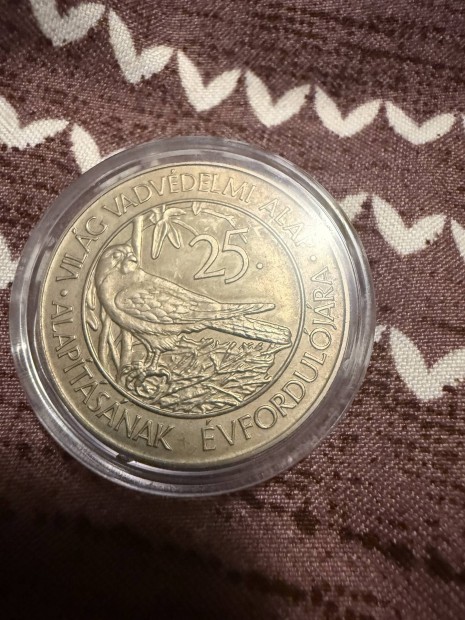 · VILÁG VADVÉDELMI ALAP ·
ALAPÍTÁSÁNAK ÉVFORDULÓJÁRA ·
25.